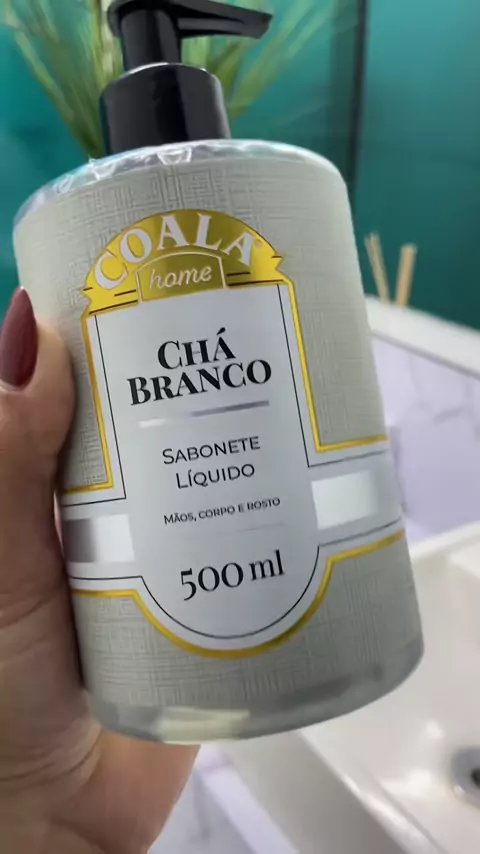 COALA®
home
CHÁ
BRANCO
SABONETE
LÍQUIDO
MÃOS, CORPO E ROSTO
500 ml